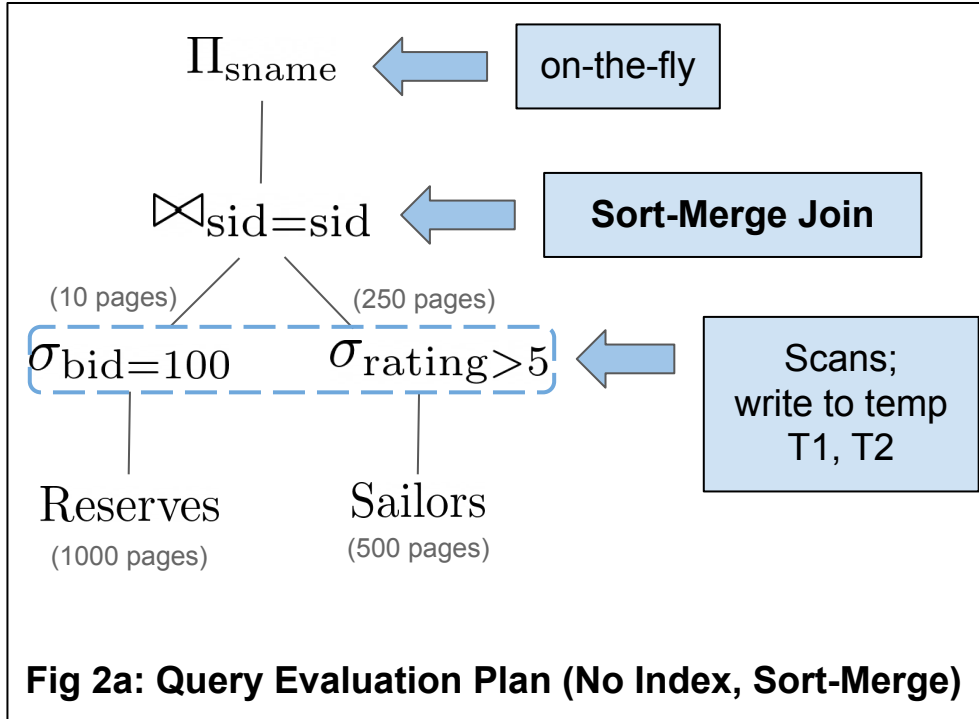 Π_sname
on-the-fly
⋈_sid=sid
Sort-Merge Join
(10 pages)
(250 pages)
σ_bid=100
σ_rating>5
Scans;
write to temp
T1, T2
Reserves
Sailors
(1000 pages)
(500 pages)
Fig 2a: Query Evaluation Plan (No Index, Sort-Merge)